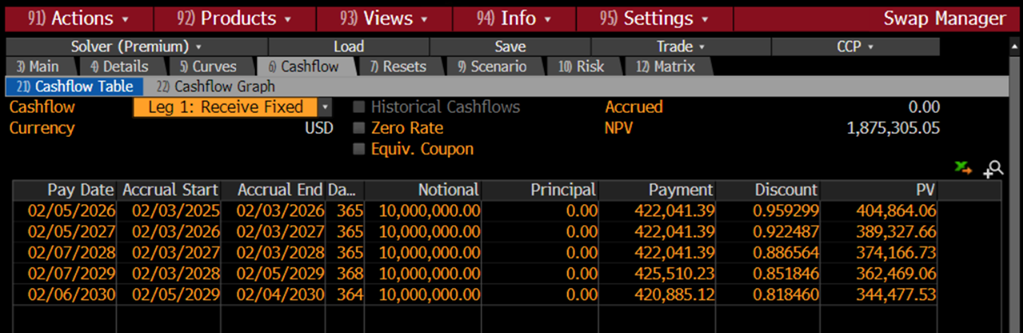 91) Actions 92) Products 93) Views 94) Info 95) Settings Swap Manager
Solver (Premium) Load Save Trade CCP
3) Main 4) Details 5) Curves 6) Cashflow 7) Resets 9) Scenario 10) Risk 12) Matrix
21) Cashflow Table 22) Cashflow Graph
Cashflow Leg 1: Receive Fixed Historical Cashflows Accrued 0.00
Currency USD Zero Rate NPV 1,875,305.05
Equiv. Coupon
Pay Date Accrual Start Accrual End Da... Notional Principal Payment Discount PV
02/05/2026 02/03/2025 02/03/2026 365 10,000,000.00 0.00 422,041.39 0.959299 404,864.06
02/05/2027 02/03/2026 02/03/2027 365 10,000,000.00 0.00 422,041.39 0.922487 389,327.66
02/07/2028 02/03/2027 02/03/2028 365 10,000,000.00 0.00 422,041.39 0.886564 374,166.73
02/07/2029 02/03/2028 02/05/2029 368 10,000,000.00 0.00 425,510.23 0.851846 362,469.06
02/06/2030 02/05/2029 02/04/2030 364 10,000,000.00 0.00 420,885.12 0.818460 344,477.53